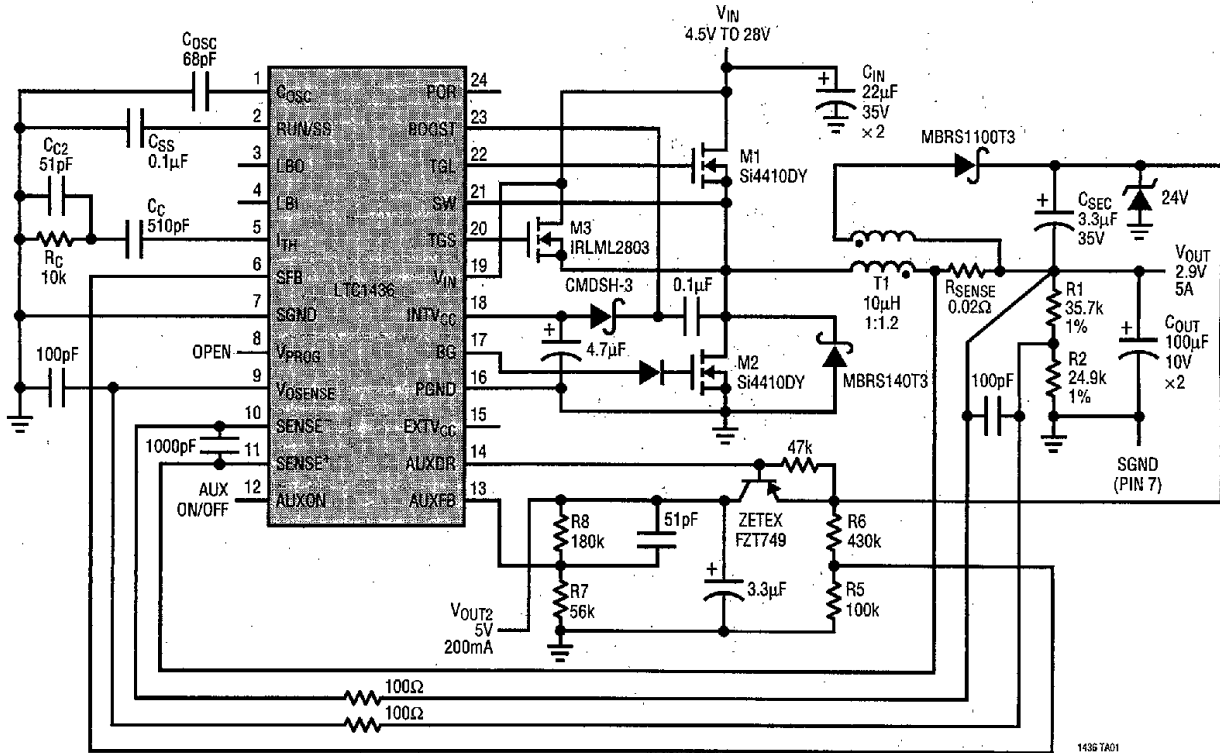 VIN
4.5V TO 28V
COSC
68pF
CSS
0.1µF
CC2
51pF
CC
510pF
RC
10k
OPEN
100pF
1000pF
AUX
ON/OFF
LTC1436
1 COSC
2 RUN/SS
3 LBO
4 LBI
5 ITH
6 SFB
7 SGND
8 VPROG
9 VOSENSE
10 SENSE–
11 SENSE+
12 AUXON
POR 24
BOOST 23
TGL 22
SW 21
TGS 20
VIN 19
INTVCC 18
BG 17
PGND 16
EXTVCC 15
AUXDR 14
AUXFB 13
+
CIN
22µF
35V
×2
M1
Si4410DY
M3
IRLML2803
CMDSH-3
0.1µF
+
4.7µF
M2
Si4410DY
MBRS140T3
MBRS1100T3
+
CSEC
3.3µF
35V
24V
T1
10µH
1:1.2
RSENSE
0.02Ω
VOUT
2.9V
5A
R1
35.7k
1%
R2
24.9k
1%
100pF
+
COUT
100µF
10V
×2
SGND
(PIN 7)
47k
ZETEX
FZT749
R8
180k
51pF
R7
56k
+
3.3µF
R6
430k
R5
100k
VOUT2
5V
200mA
100Ω
100Ω
1436 TA01